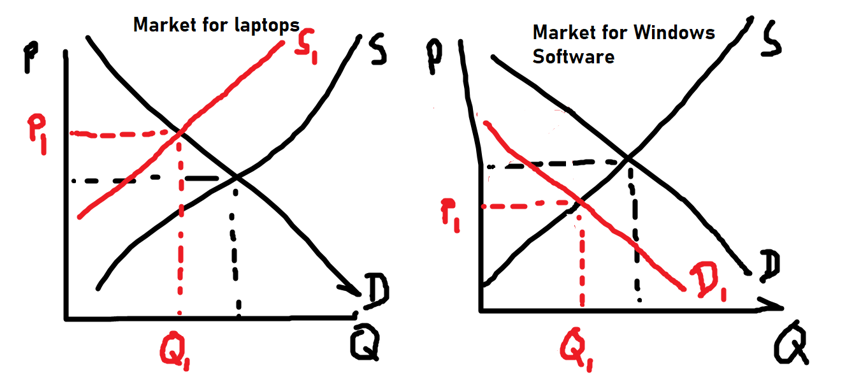 Market for laptops
P
S₁
S
P₁
D
Q₁
Q
Market for Windows
Software
P
S
P₁
D
D₁
Q₁
Q